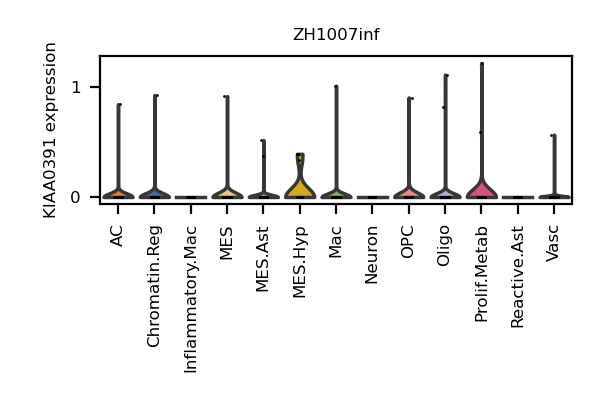 ZH1007inf
KIAA0391 expression
1
0
AC
Chromatin.Reg
Inflammatory.Mac
MES
MES.Ast
MES.Hyp
Mac
Neuron
OPC
Oligo
Prolif.Metab
Reactive.Ast
Vasc